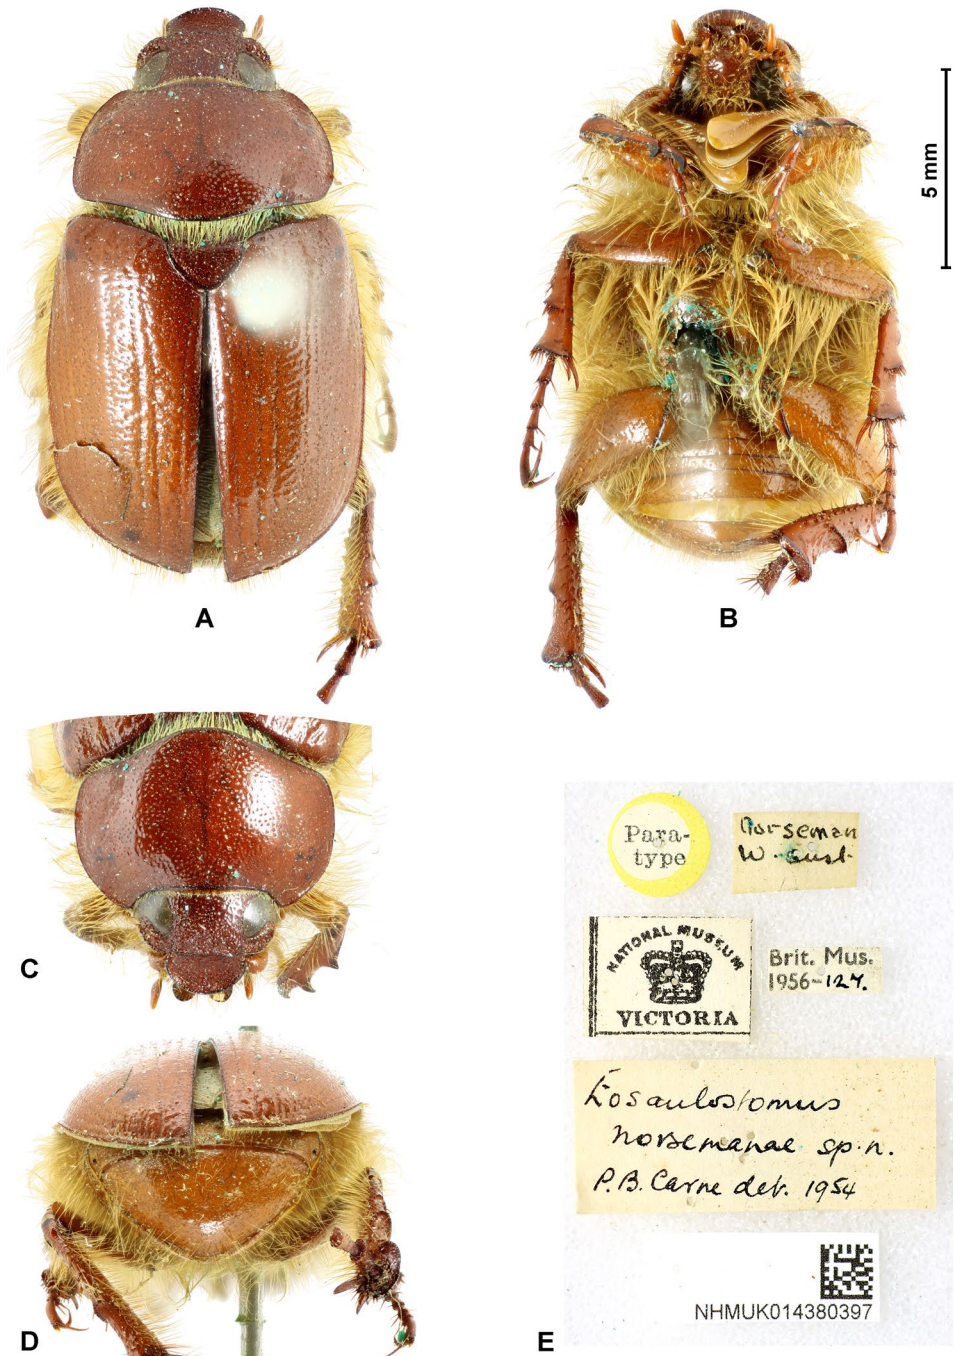 5 mm
A
B
C
Para-
type
Norseman
W. Aust.
NATIONAL MUSEUM
VICTORIA
Brit. Mus.
1956-127.
Eosaulostomus
norsemanae sp. n.
P.B. Carne det. 1954
NHMUK014380397
D
E